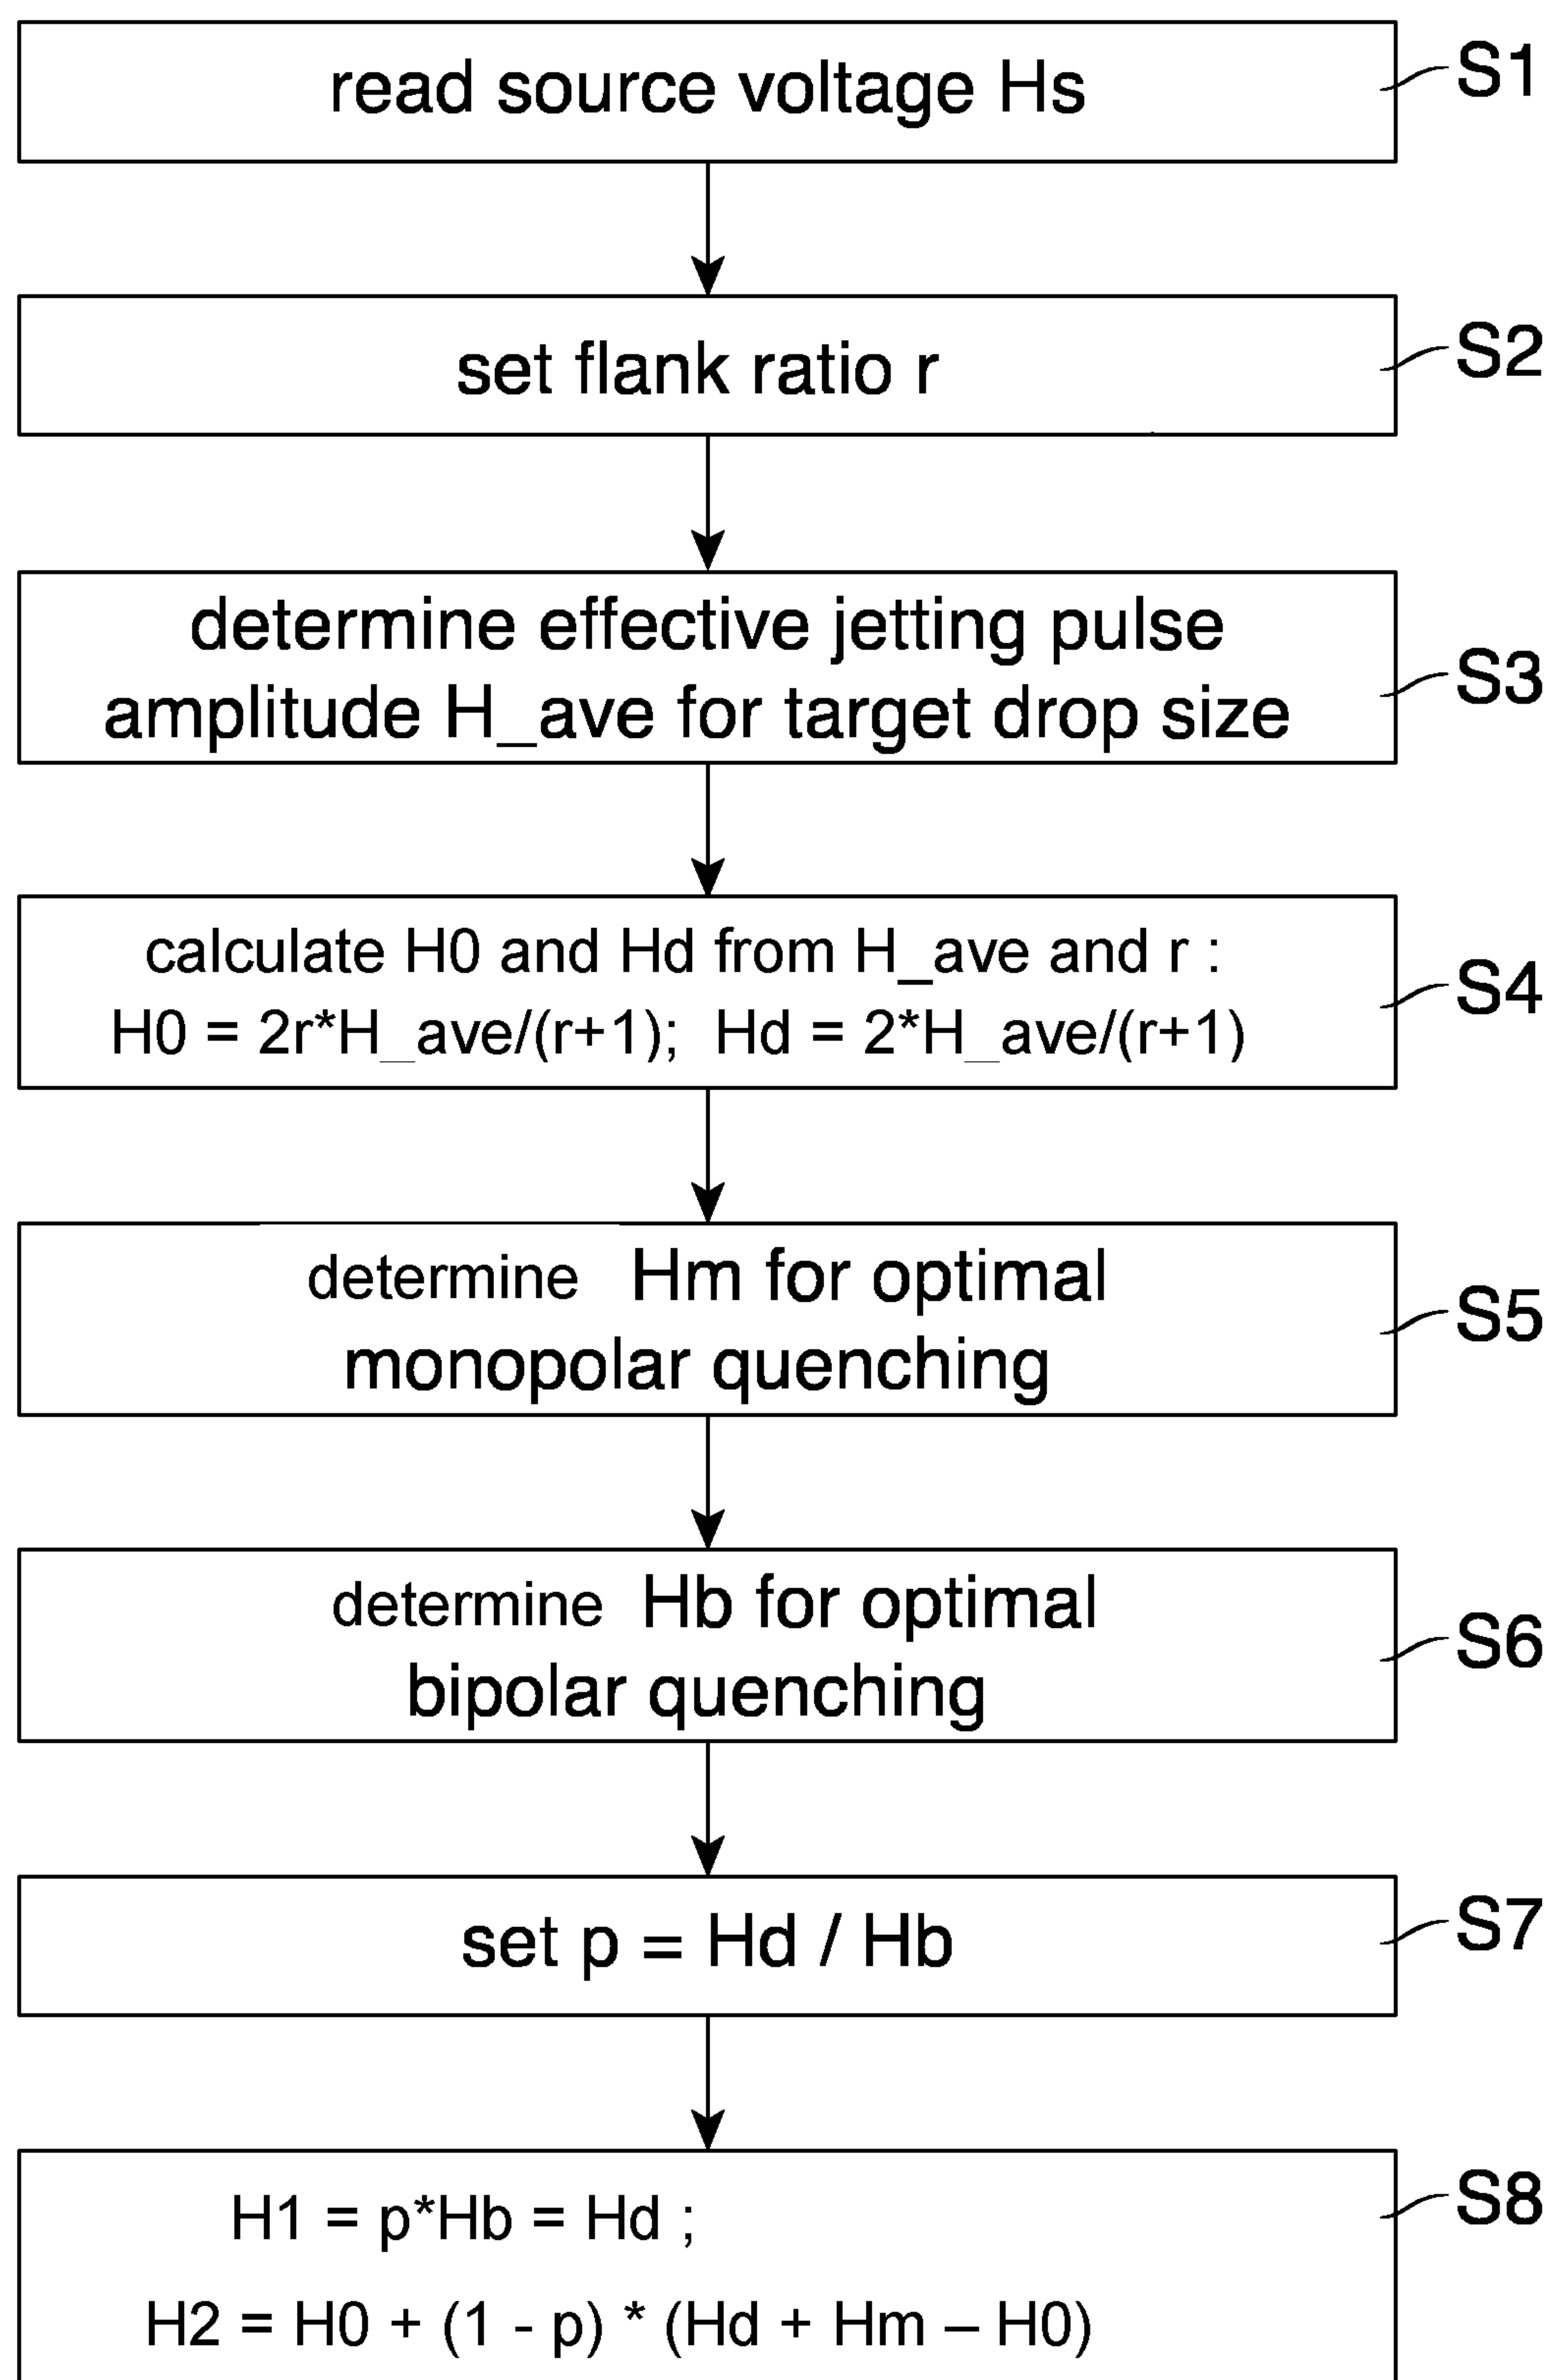 read source voltage Hs
S1
set flank ratio r
S2
determine effective jetting pulse
amplitude H_ave for target drop size
S3
calculate H0 and Hd from H_ave and r :
H0 = 2r*H_ave/(r+1); Hd = 2*H_ave/(r+1)
S4
determine Hm for optimal
monopolar quenching
S5
determine Hb for optimal
bipolar quenching
S6
set p = Hd / Hb
S7
H1 = p*Hb = Hd ;
H2 = H0 + (1 - p) * (Hd + Hm – H0)
S8